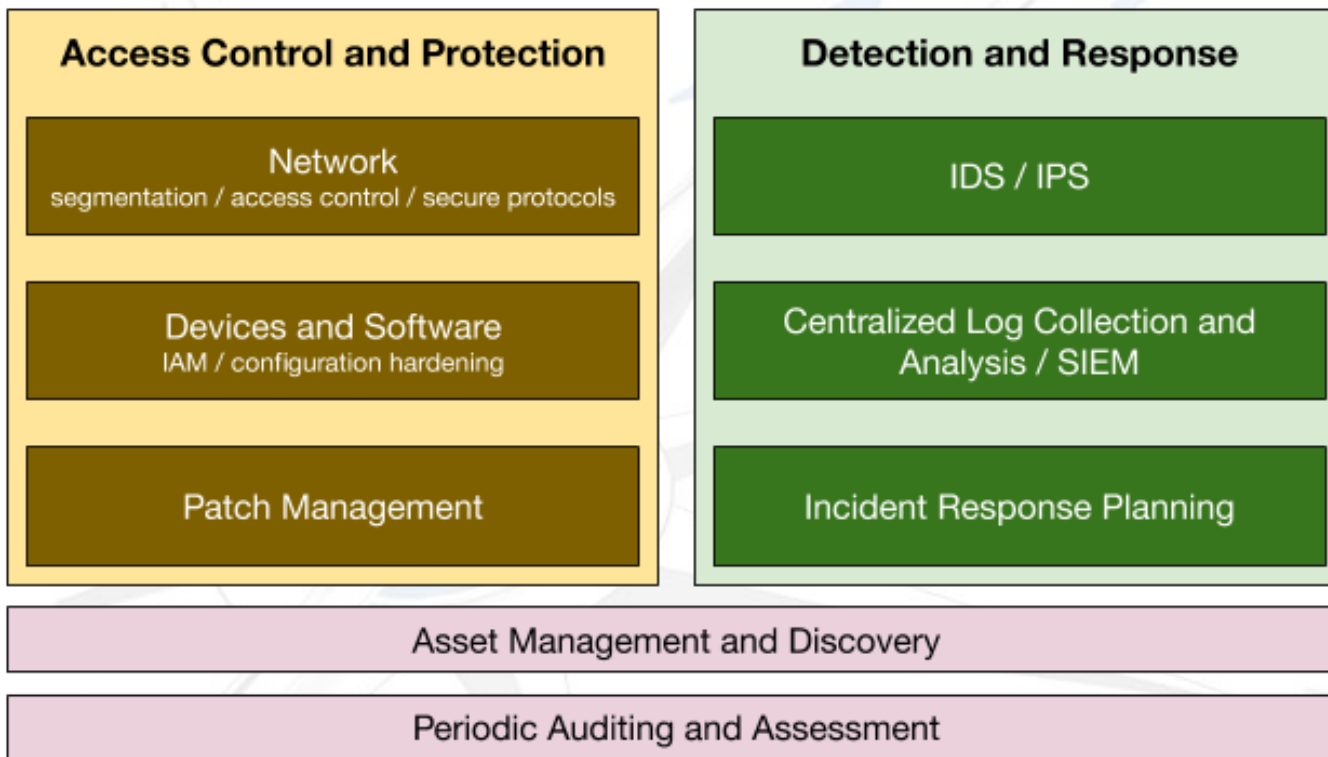 Access Control and Protection
Network
segmentation / access control / secure protocols
Devices and Software
IAM / configuration hardening
Patch Management
Detection and Response
IDS / IPS
Centralized Log Collection and
Analysis / SIEM
Incident Response Planning
Asset Management and Discovery
Periodic Auditing and Assessment